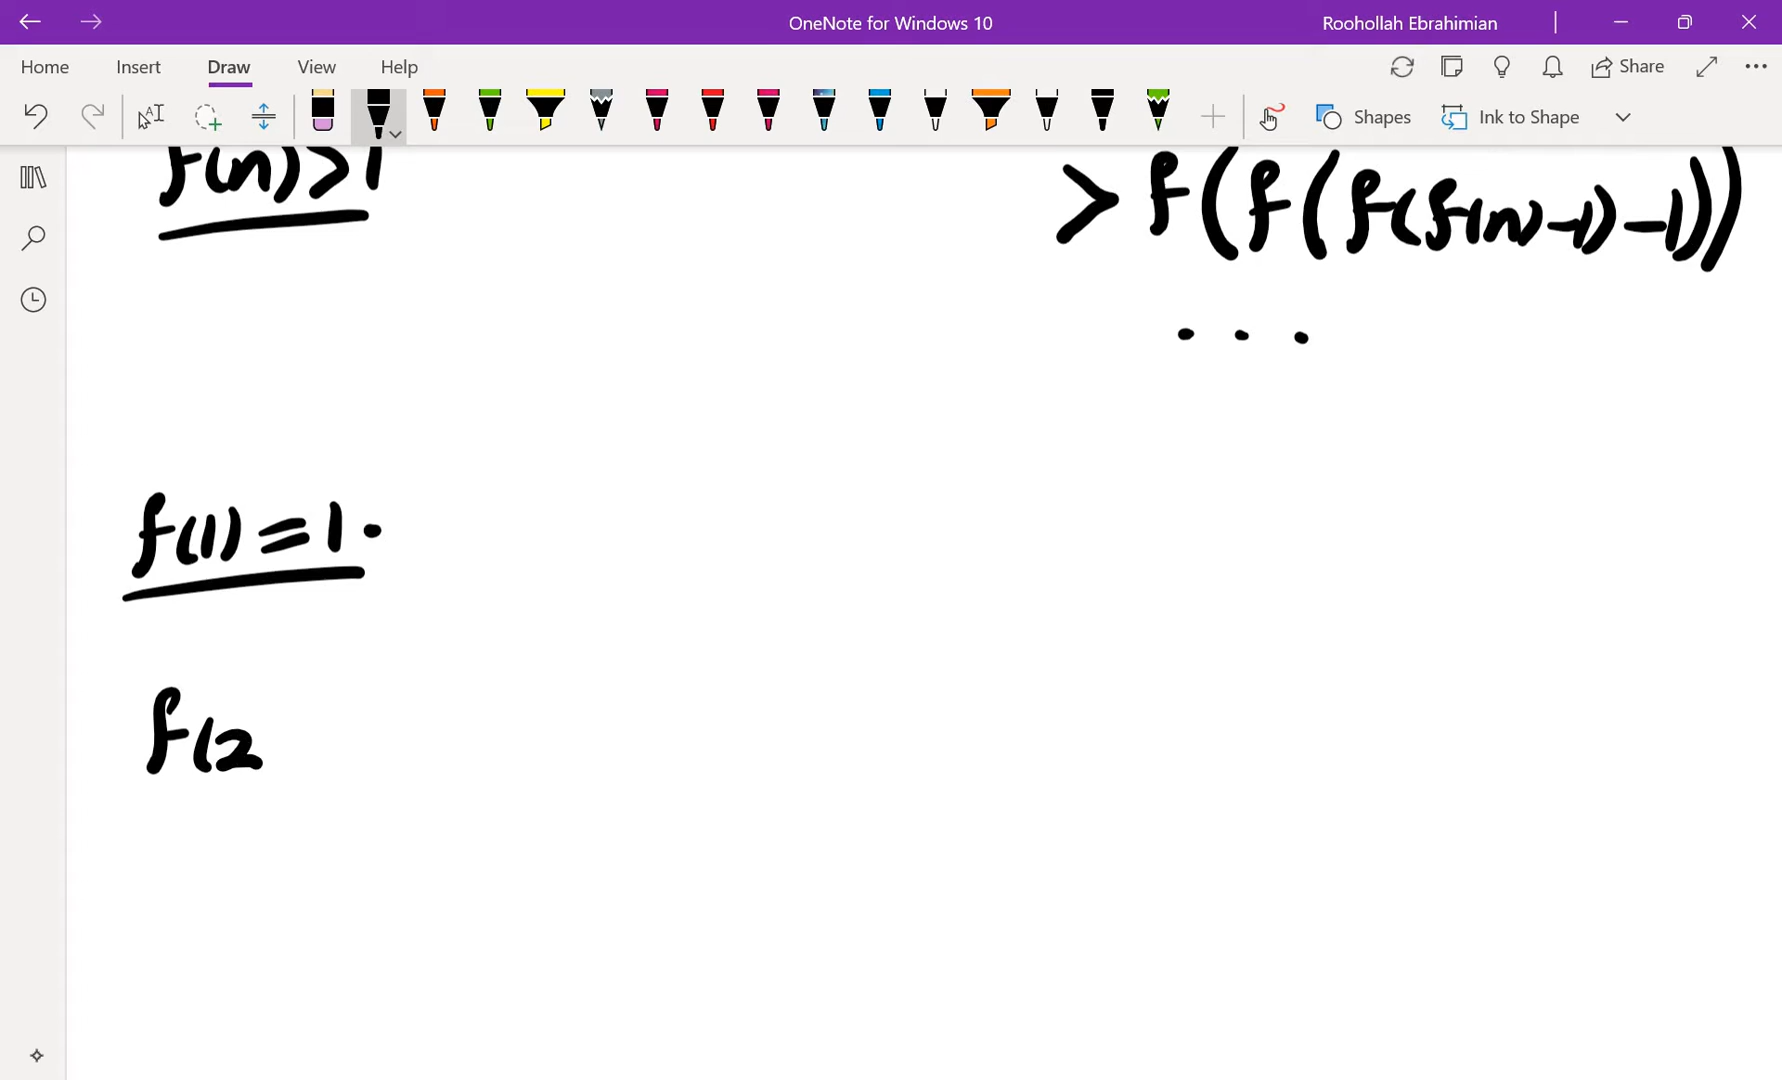 OneNote for Windows 10
Roohollah Ebrahimian
Home Insert Draw View Help
Share
Shapes
Ink to Shape
f(n)>1
> f(f(f(f(n)-1)-1))
...
f(1)=1.
f(2